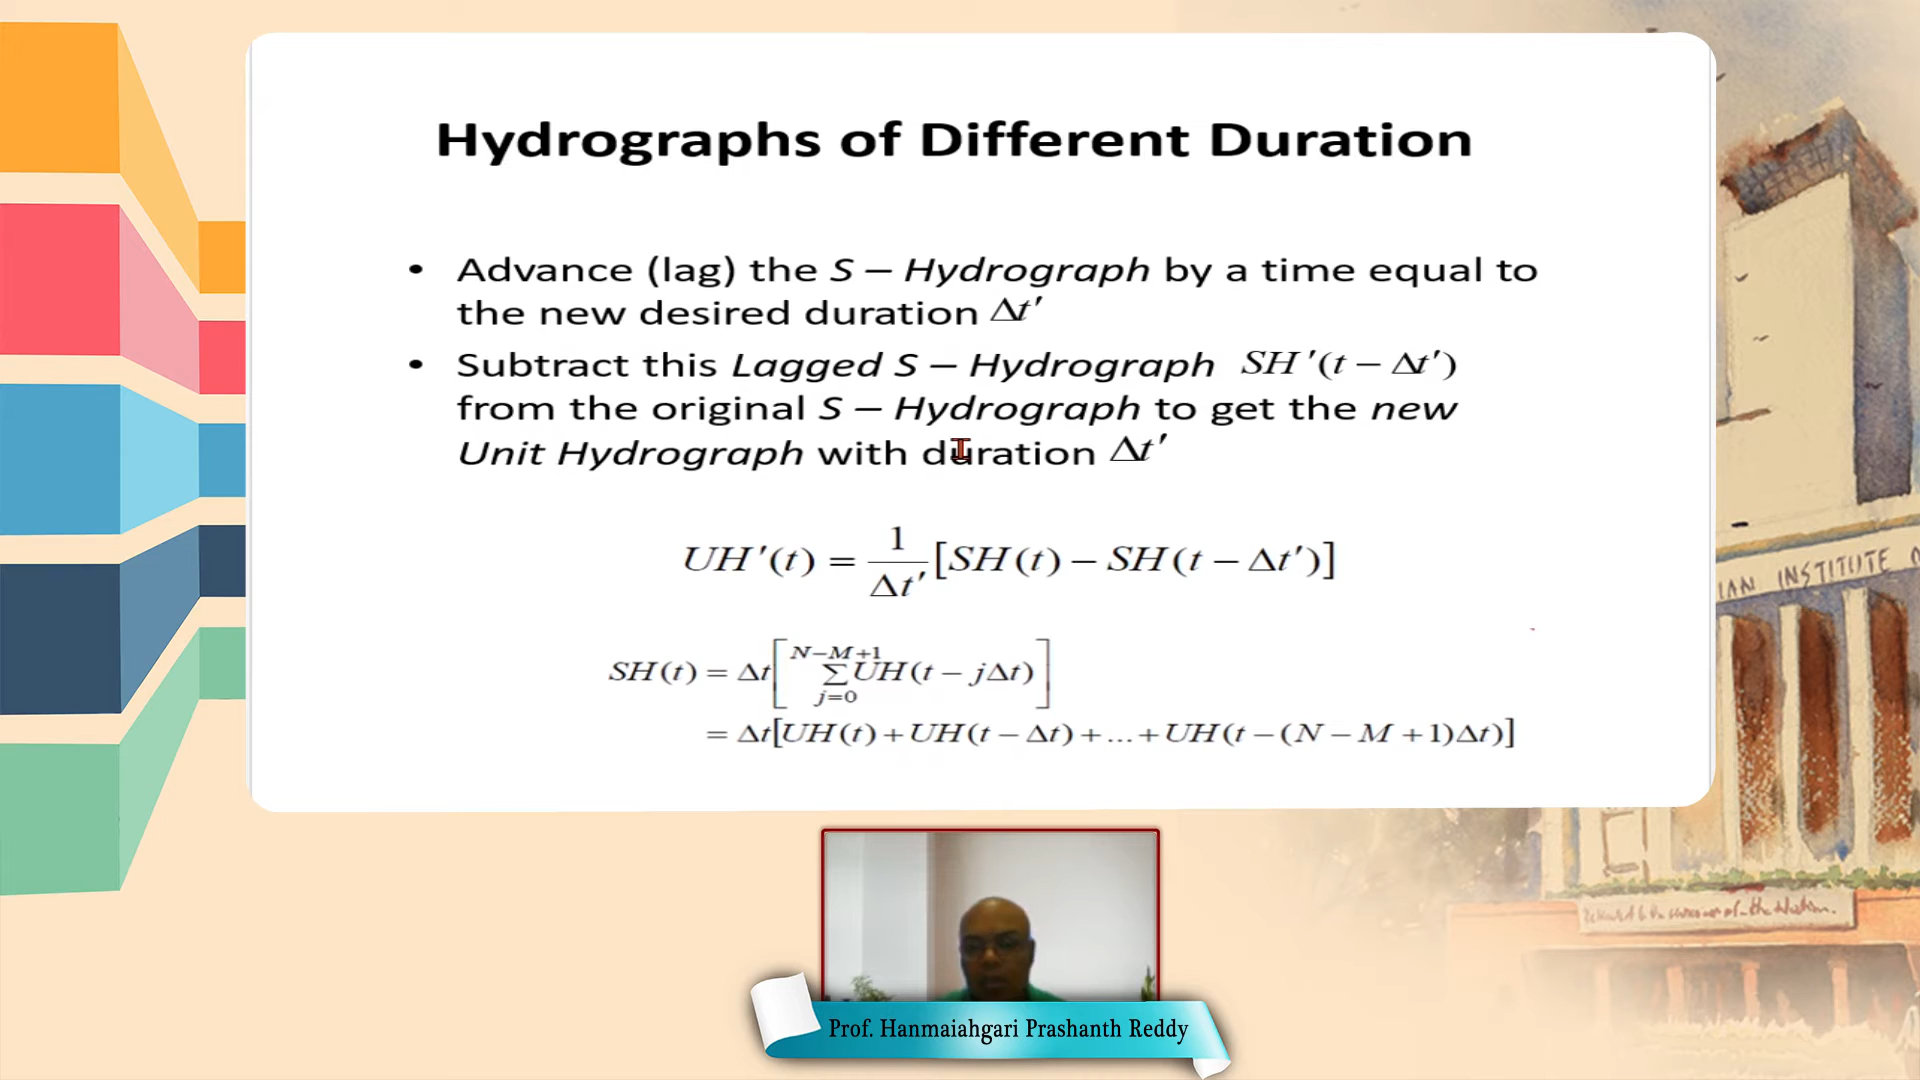 Hydrographs of Different Duration
• Advance (lag) the S – Hydrograph by a time equal to
the new desired duration Δt′
• Subtract this Lagged S – Hydrograph SH′(t − Δt′)
from the original S – Hydrograph to get the new
Unit Hydrograph with duration Δt′
UH′(t) = 1/Δt′ [SH(t) − SH(t − Δt′)]
SH(t) = Δt[ N−M+1 Σ j=0 UH(t − jΔt) ]
= Δt[UH(t) + UH(t − Δt) + ... + UH(t − (N − M + 1)Δt)]
IAN INSTITUTE
Prof. Hanmaiahgari Prashanth Reddy